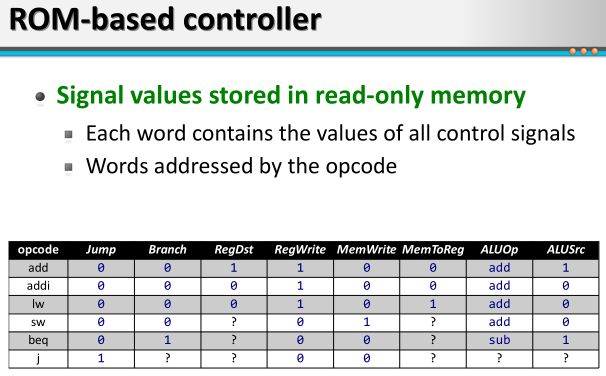 ROM-based controller
Signal values stored in read-only memory
Each word contains the values of all control signals
Words addressed by the opcode
opcode Jump Branch RegDst RegWrite MemWrite MemToReg ALUOp ALUSrc
add 0 0 1 1 0 0 add 1
addi 0 0 0 1 0 0 add 0
lw 0 0 0 1 0 1 add 0
sw 0 0 ? 0 1 ? add 0
beq 0 1 ? 0 0 ? sub 1
j 1 ? ? 0 0 ? ? ?